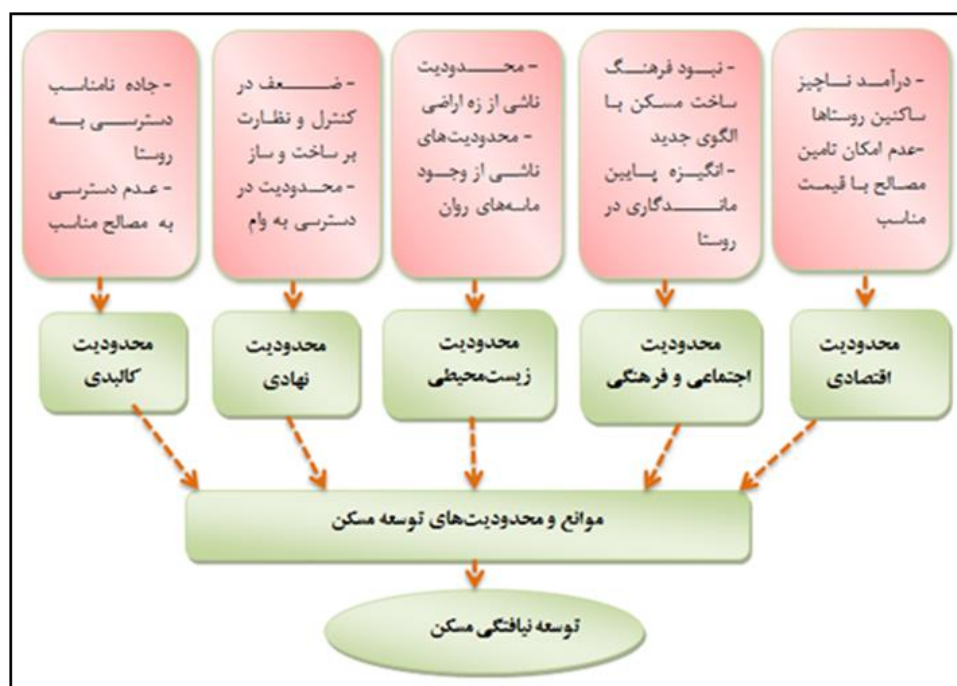 - درآمد ناچیز
ساکنین روستاها
-عدم امکان تامین
مصالح با قیمت
مناسب
- نبود فرهنگ
ساخت مسکن با
الگوی جدید
- انگیزه پایین
ماندگاری در
روستا
- محدودیت
ناشی از زه اراضی
- محدودیت‌های
ناشی از وجود
ماسه‌های روان
- ضعف در
کنترل و نظارت
بر ساخت و ساز
- محدودیت در
دسترسی به وام
- جاده نامناسب
دسترسی به
روستا
- عدم دسترسی
به مصالح مناسب
محدودیت
اقتصادی
محدودیت
اجتماعی و فرهنگی
محدودیت
زیست‌محیطی
محدودیت
نهادی
محدودیت
کالبدی
موانع و محدودیت‌های توسعه مسکن
توسعه نیافتگی مسکن